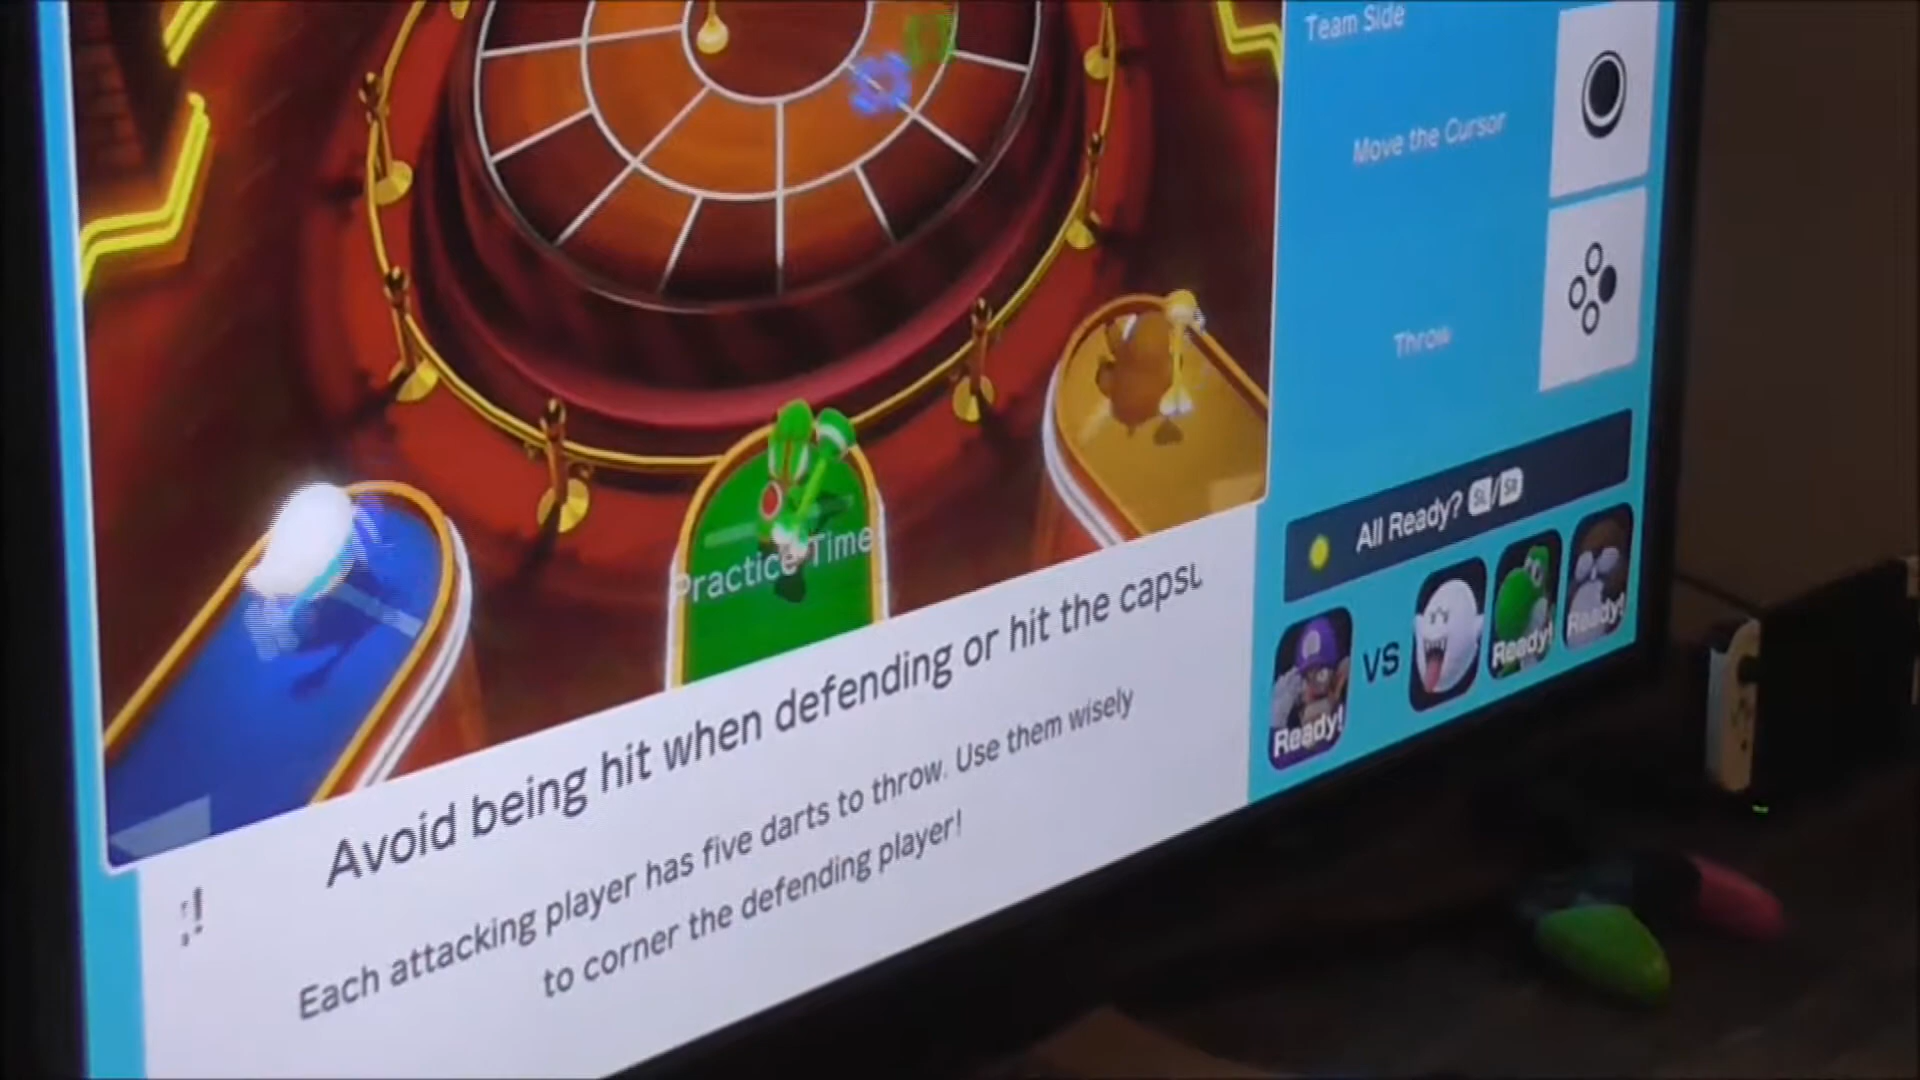 Team Side
Move the Cursor
Throw
All Ready? SL/SR
Ready! VS Ready! Ready!
Practice Time
Avoid being hit when defending or hit the
Each attacking player has five darts to throw. Use them wisely
to corner the defending player!